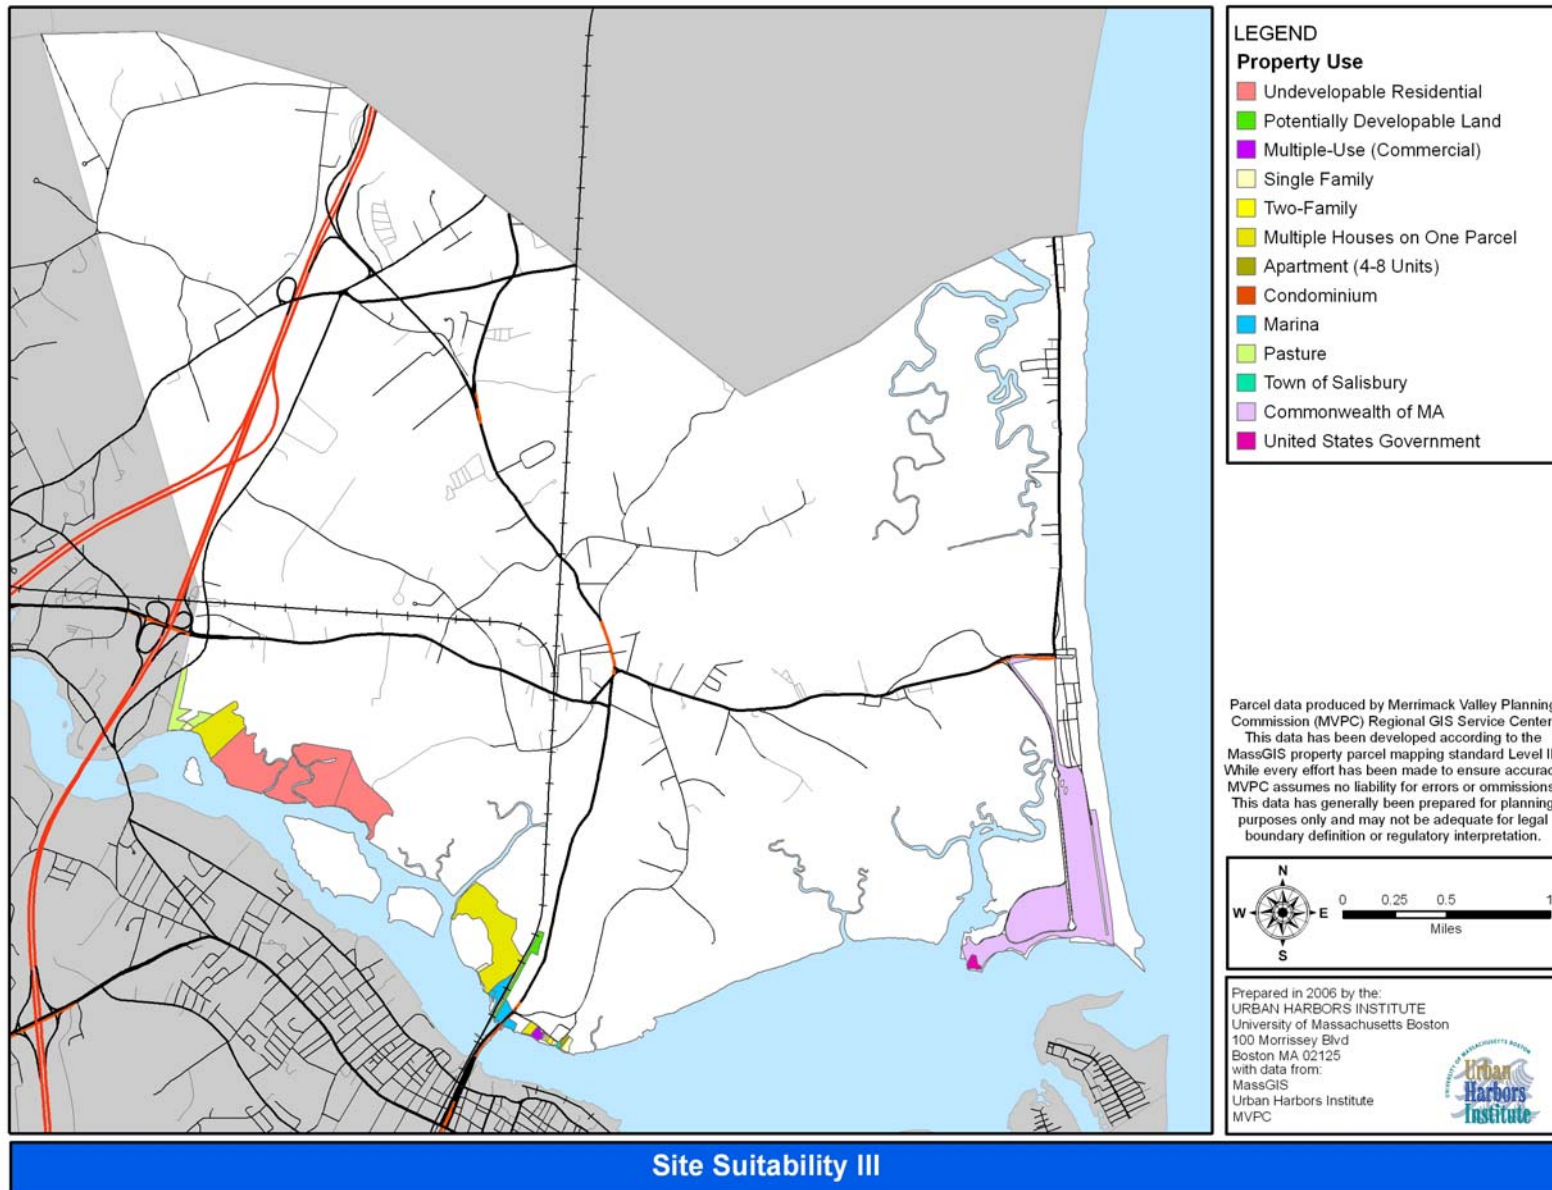 LEGEND
Property Use
Undevelopable Residential
Potentially Developable Land
Multiple-Use (Commercial)
Single Family
Two-Family
Multiple Houses on One Parcel
Apartment (4-8 Units)
Condominium
Marina
Pasture
Town of Salisbury
Commonwealth of MA
United States Government
Parcel data produced by Merrimack Valley Planning
Commission (MVPC) Regional GIS Service Center
This data has been developed according to the
MassGIS property parcel mapping standard Level II
While every effort has been made to ensure accurac
MVPC assumes no liability for errors or ommissions
This data has generally been prepared for planning
purposes only and may not be adequate for legal
boundary definition or regulatory interpretation.
N
W E
S
0 0.25 0.5 1
Miles
Prepared in 2006 by the:
URBAN HARBORS INSTITUTE
University of Massachusetts Boston
100 Morrissey Blvd
Boston MA 02125
with data from:
MassGIS
Urban Harbors Institute
MVPC
UNIVERSITY OF MASSACHUSETTS BOSTON
Urban
Harbors
Institute
Site Suitability III